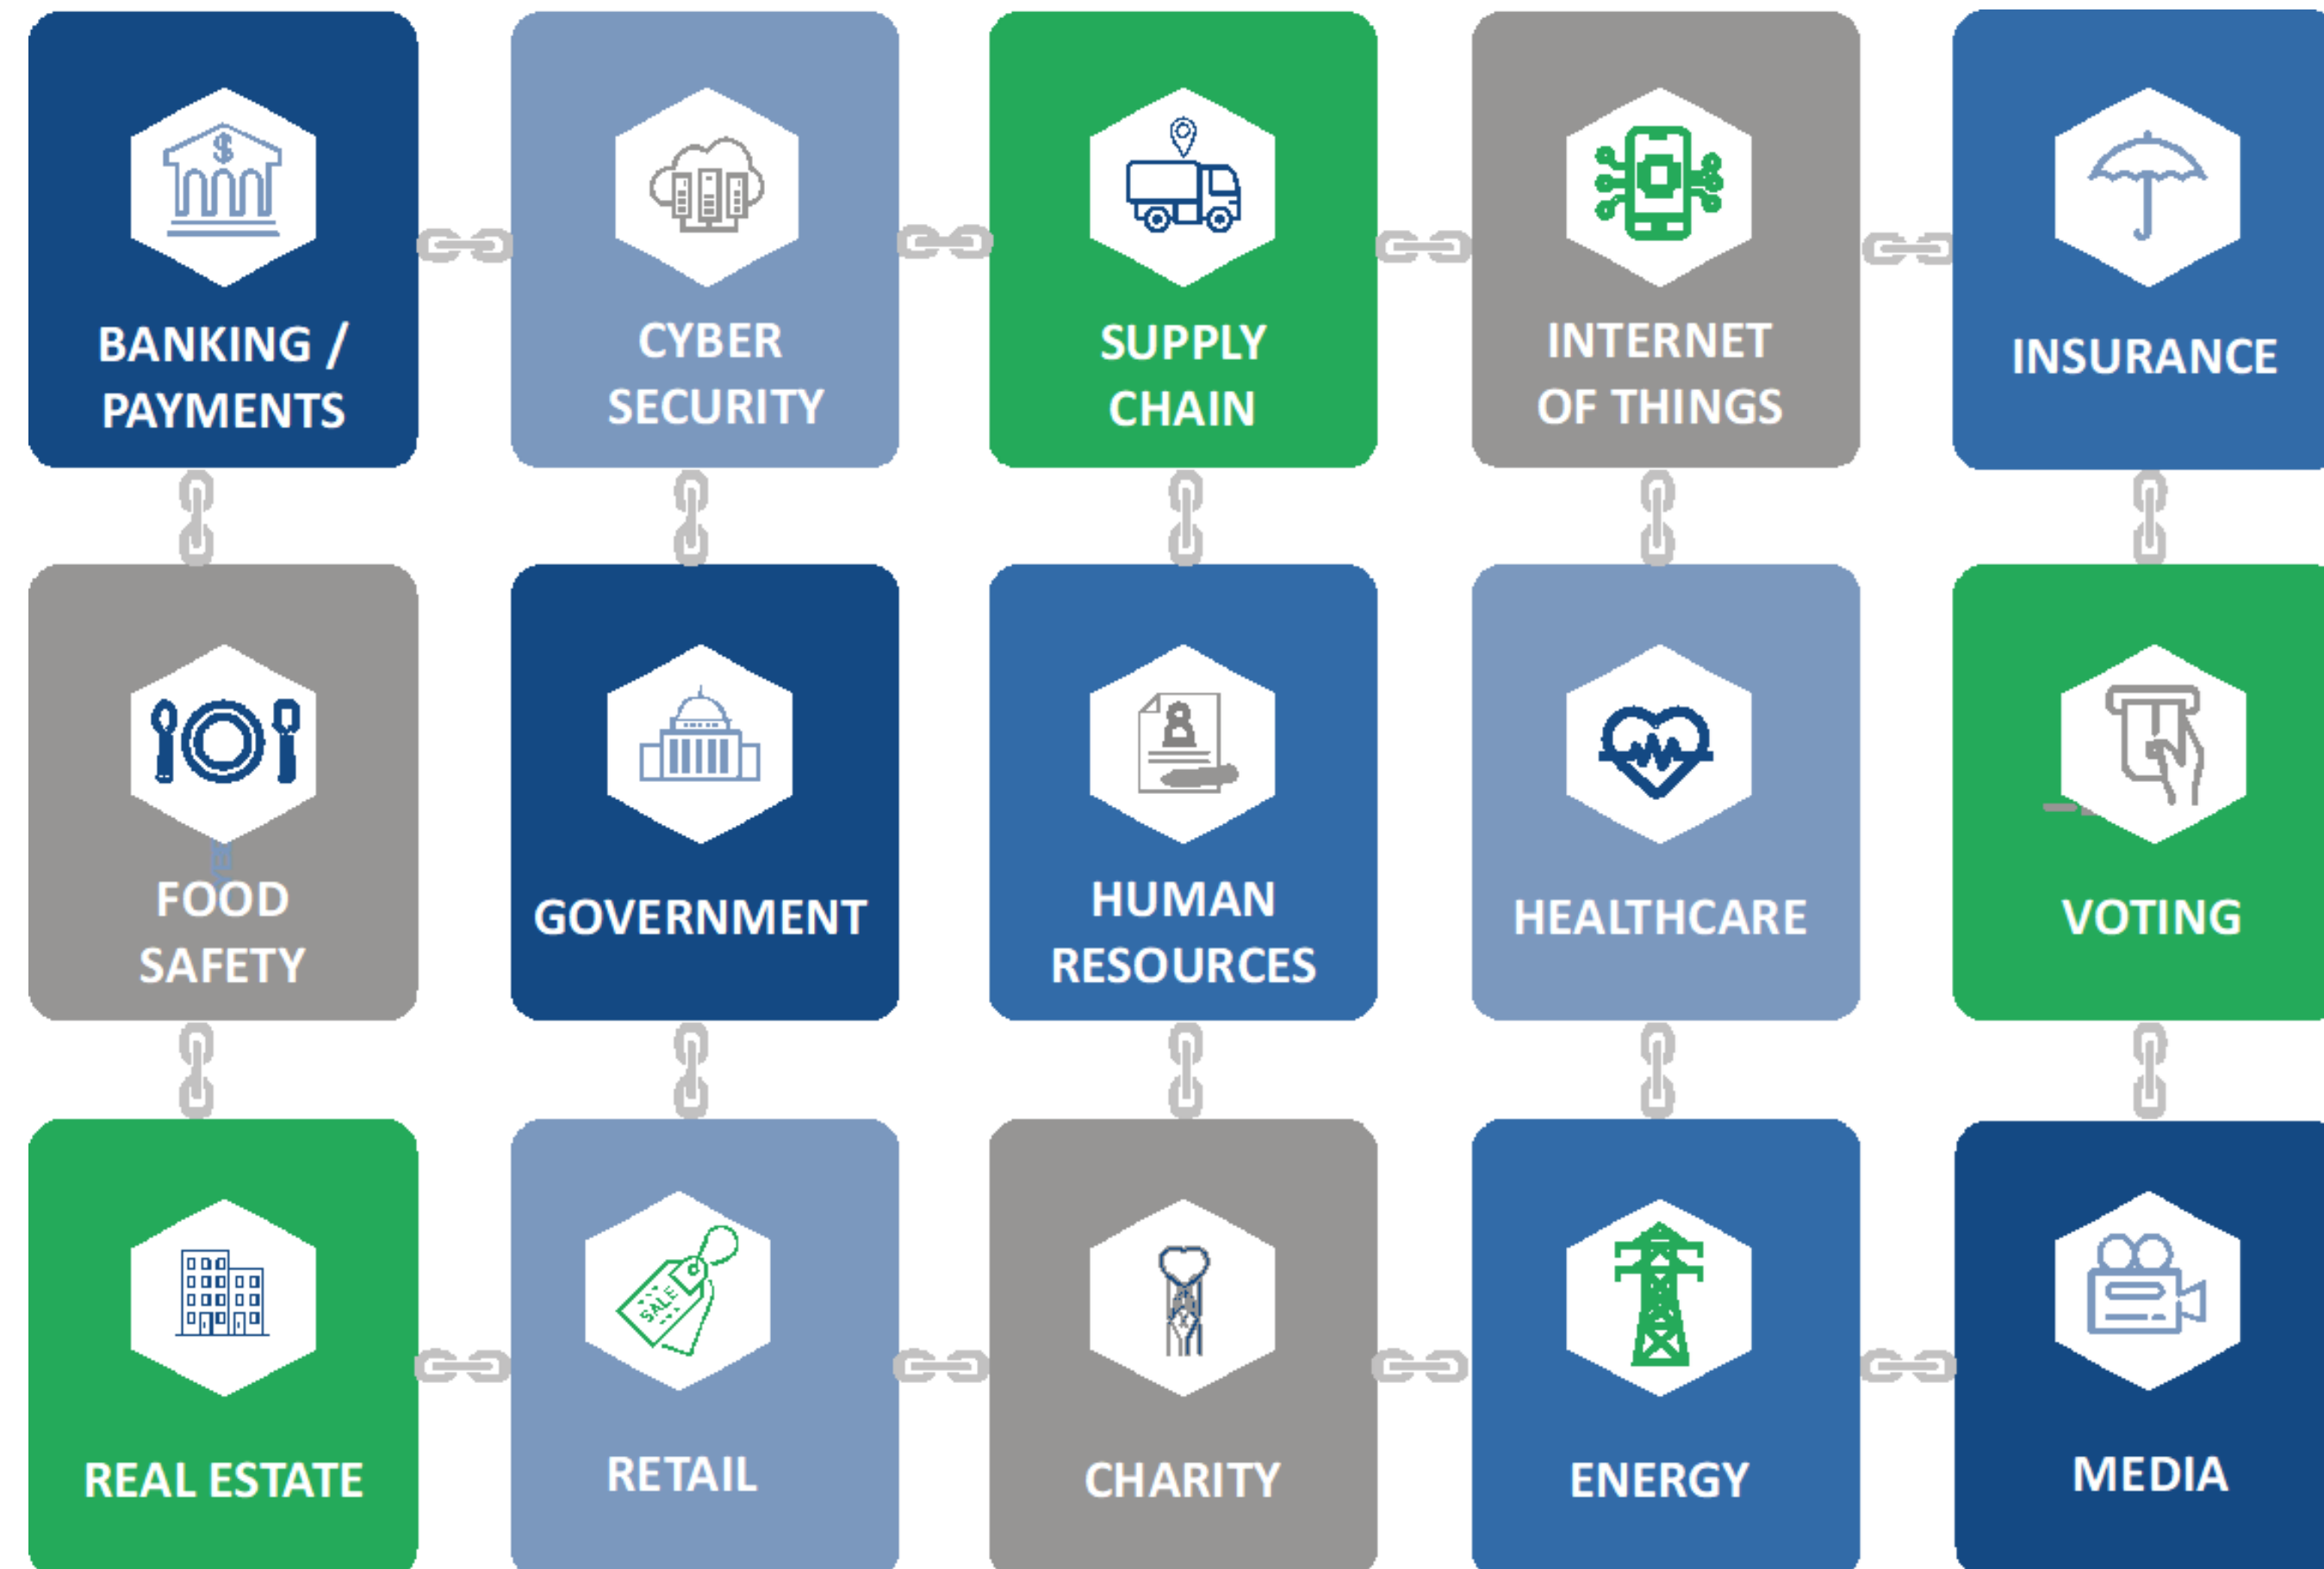 $
BANKING /
PAYMENTS
CYBER
SECURITY
SUPPLY
CHAIN
INTERNET
OF THINGS
INSURANCE
FOOD
SAFETY
GOVERNMENT
HUMAN
RESOURCES
HEALTHCARE
VOTING
REAL ESTATE
SALE
RETAIL
CHARITY
ENERGY
MEDIA